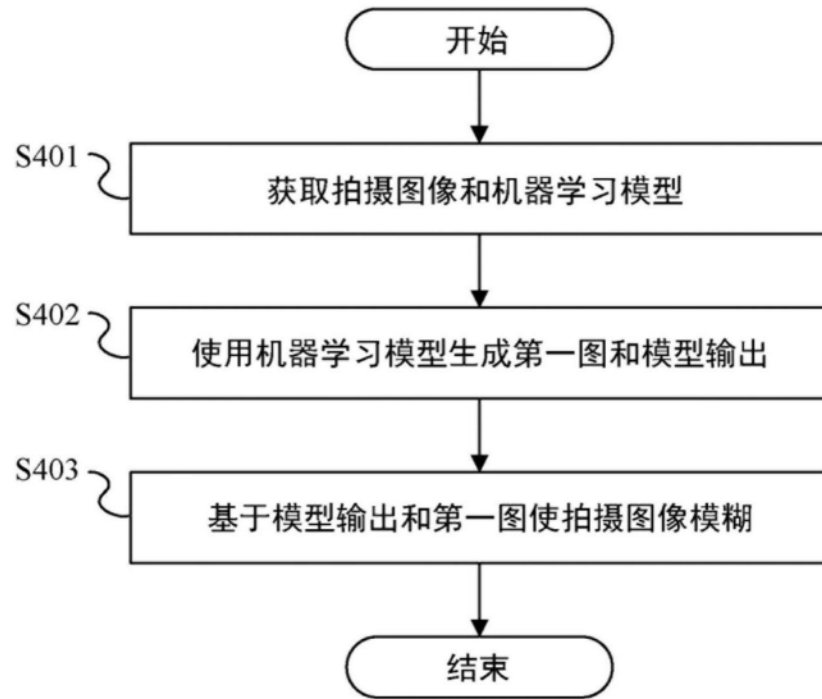 开始
S401
获取拍摄图像和机器学习模型
S402
使用机器学习模型生成第一图和模型输出
S403
基于模型输出和第一图使拍摄图像模糊
结束